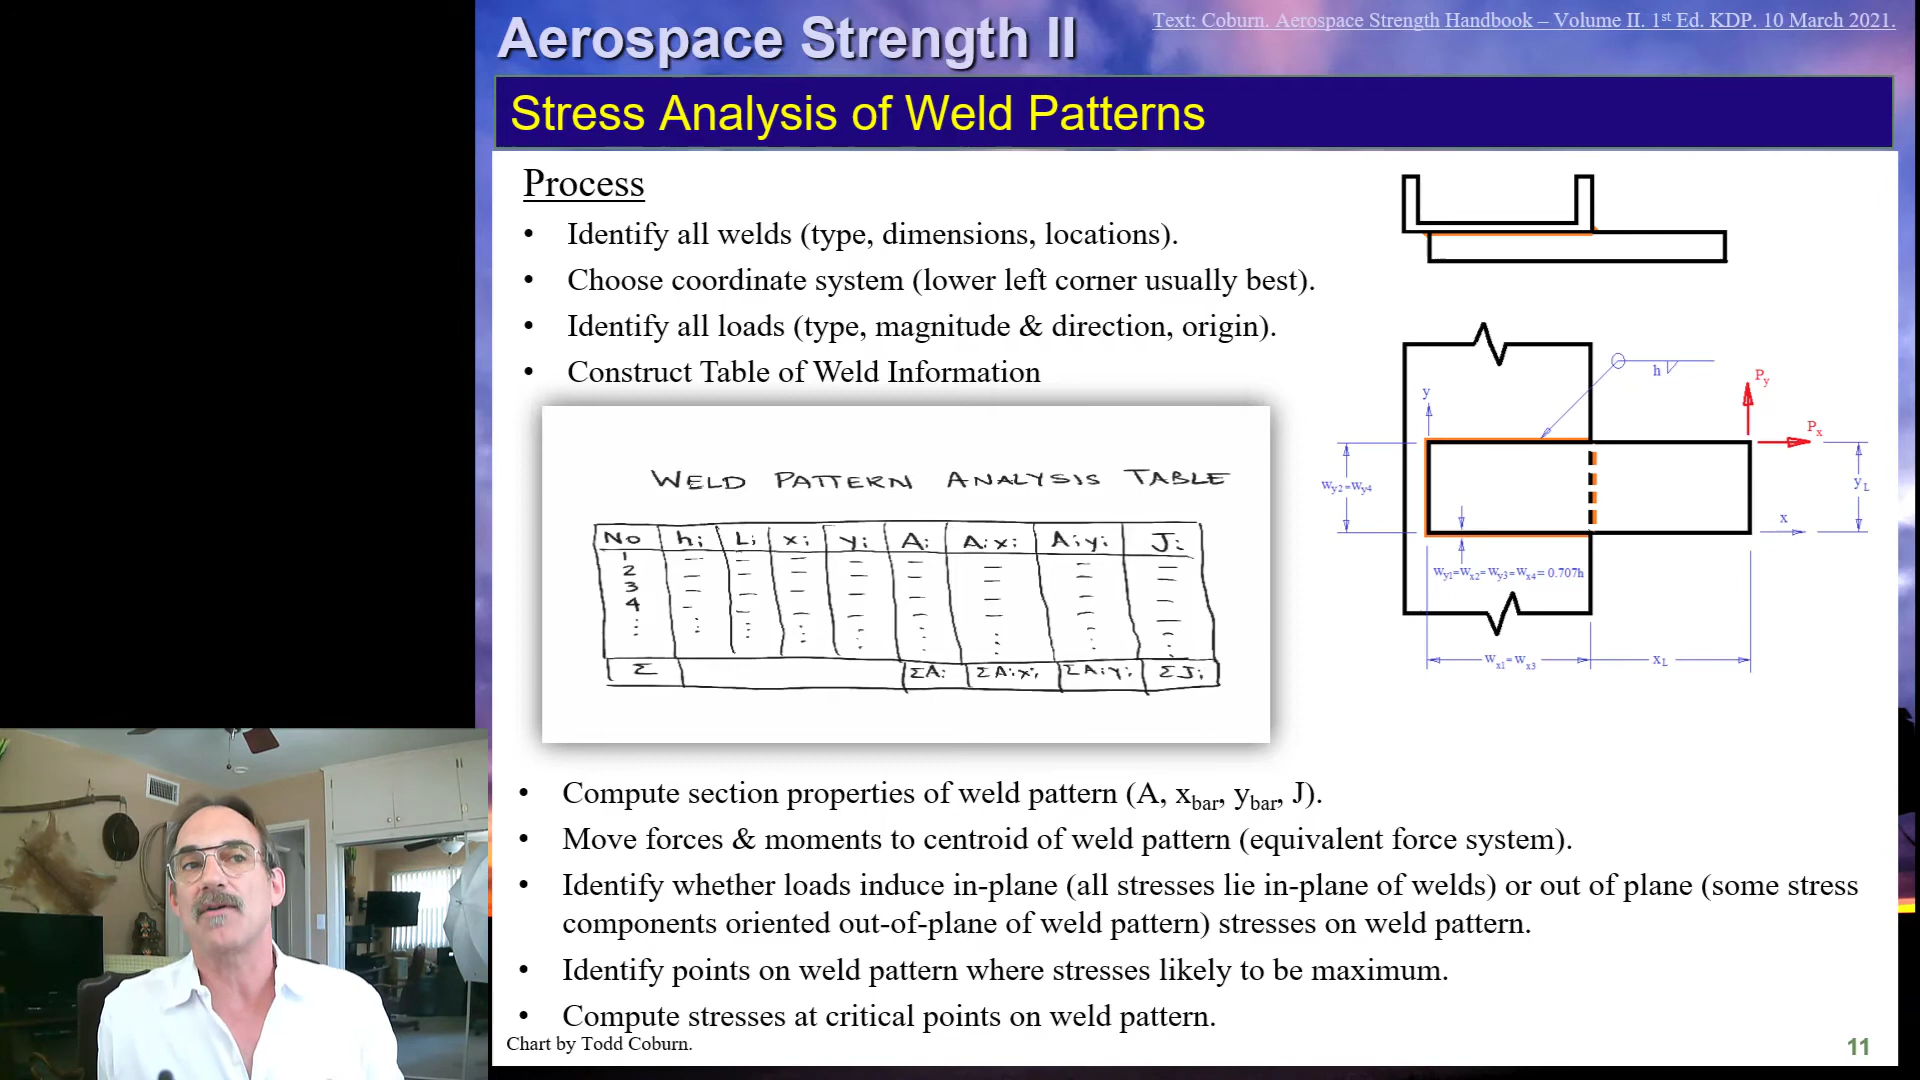 Aerospace Strength II
Text: Coburn. Aerospace Strength Handbook – Volume II. 1st Ed. KDP. 10 March 2021.
Stress Analysis of Weld Patterns
Process
• Identify all welds (type, dimensions, locations).
• Choose coordinate system (lower left corner usually best).
• Identify all loads (type, magnitude & direction, origin).
• Construct Table of Weld Information
WELD PATTERN ANALYSIS TABLE
No hi Li xi yi Ai Aixi Aiyi Ji
1
2
3
4
Σ ΣAi ΣAixi ΣAiyi ΣJi
h
Py
y
Px
wy2=wy4
yL
x
wy1=wx2=wy3=wx4=0.707h
wx1=wx3
xL
• Compute section properties of weld pattern (A, xbar, ybar, J).
• Move forces & moments to centroid of weld pattern (equivalent force system).
• Identify whether loads induce in-plane (all stresses lie in-plane of welds) or out of plane (some stress
components oriented out-of-plane of weld pattern) stresses on weld pattern.
• Identify points on weld pattern where stresses likely to be maximum.
• Compute stresses at critical points on weld pattern.
Chart by Todd Coburn.
11